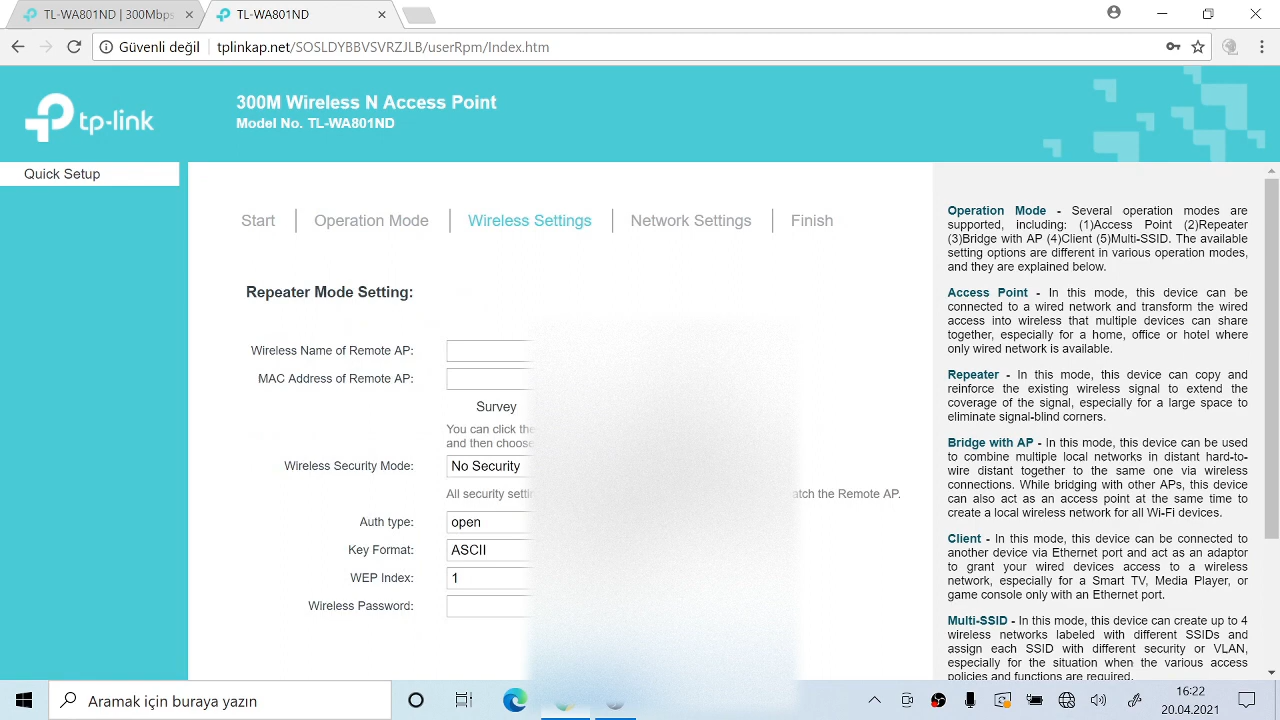 TL-WA801ND | 300Mbps
TL-WA801ND
Güvenli değil
tplinkap.net/SOSLDYBBVSVRZJLB/userRpm/Index.htm
tp-link
300M Wireless N Access Point
Model No. TL-WA801ND
Quick Setup
Start
Operation Mode
Wireless Settings
Network Settings
Finish
Repeater Mode Setting:
Wireless Name of Remote AP:
MAC Address of Remote AP:
Survey
You can click the
and then choose
Wireless Security Mode:
No Security
All security
atch the Remote AP.
Auth type:
open
Key Format:
ASCII
WEP Index:
1
Wireless Password:
Operation Mode - Several operation modes are
supported, including: (1)Access Point (2)Repeater
(3)Bridge with AP (4)Client (5)Multi-SSID. The available
setting options are different in various operation modes,
and they are explained below.
Access Point - In this mode, this device can be
connected to a wired network and transform the wired
access into wireless that multiple devices can share
together, especially for a home, office or hotel where
only wired network is available.
Repeater - In this mode, this device can copy and
reinforce the existing wireless signal to extend the
coverage of the signal, especially for a large space to
eliminate signal-blind corners.
Bridge with AP - In this mode, this device can be used
to combine multiple local networks in distant hard-to-
wire distant together to the same one via wireless
connections. While bridging with other APs, this device
can also act as an access point at the same time to
create a local wireless network for all Wi-Fi devices.
Client - In this mode, this device can be connected to
another device via Ethernet port and act as an adaptor
to grant your wired devices access to a wireless
network, especially for a Smart TV, Media Player, or
game console only with an Ethernet port.
Multi-SSID - In this mode, this device can create up to 4
wireless networks labeled with different SSIDs and
assign each SSID with different security or VLAN,
especially for the situation when the various access
policies and functions are required.
Aramak için buraya yazın
16:22
20.04.2021